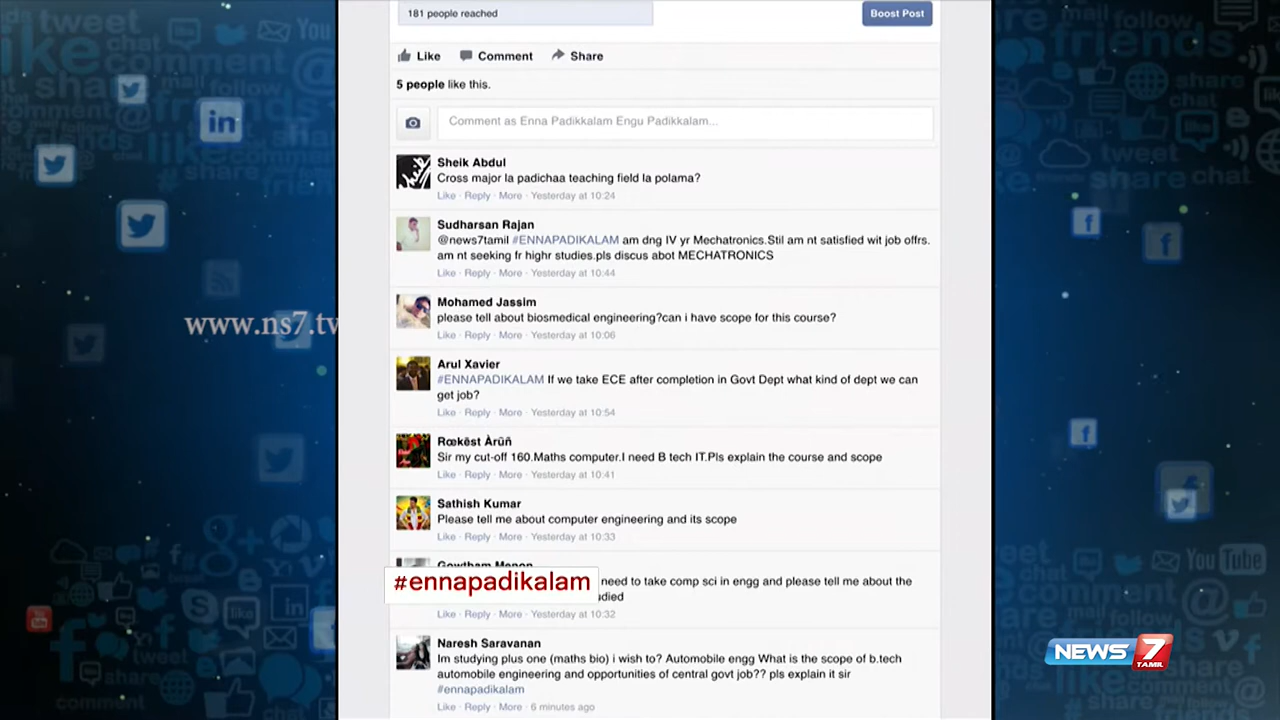 181 people reached
Boost Post
Like Comment Share
5 people like this.
Comment as Enna Padikkalam Engu Padikkalam...
Sheik Abdul
Cross major la padichaa teaching field la polama?
Like · Reply · More · Yesterday at 10:24
Sudharsan Rajan
@news7tamil #ENNAPADIKALAM am dng IV yr Mechatronics.Stil am nt satisfied wit job offrs.
am nt seeking fr highr studies.pls discus abot MECHATRONICS
Like · Reply · More · Yesterday at 10:44
www.ns7.tv
Mohamed Jassim
please tell about biosmedical engineering?can i have scope for this course?
Like · Reply · More · Yesterday at 10:06
Arul Xavier
#ENNAPADIKALAM If we take ECE after completion in Govt Dept what kind of dept we can
get job?
Like · Reply · More · Yesterday at 10:54
Rœkëst Àrûñ
Sir my cut-off 160.Maths computer.I need B tech IT.Pls explain the course and scope
Like · Reply · More · Yesterday at 10:41
Sathish Kumar
Please tell me about computer engineering and its scope
Like · Reply · More · Yesterday at 10:33
Gowtham Menon
#ennapadikalam
need to take comp sci in engg and please tell me about the
Like · Reply · More · Yesterday at 10:32
Naresh Saravanan
Im studying plus one (maths bio) i wish to? Automobile engg What is the scope of b.tech
automobile engineering and opportunities of central govt job?? pls explain it sir
#ennapadikalam
Like · Reply · More · 6 minutes ago
NEWS 7
TAMIL